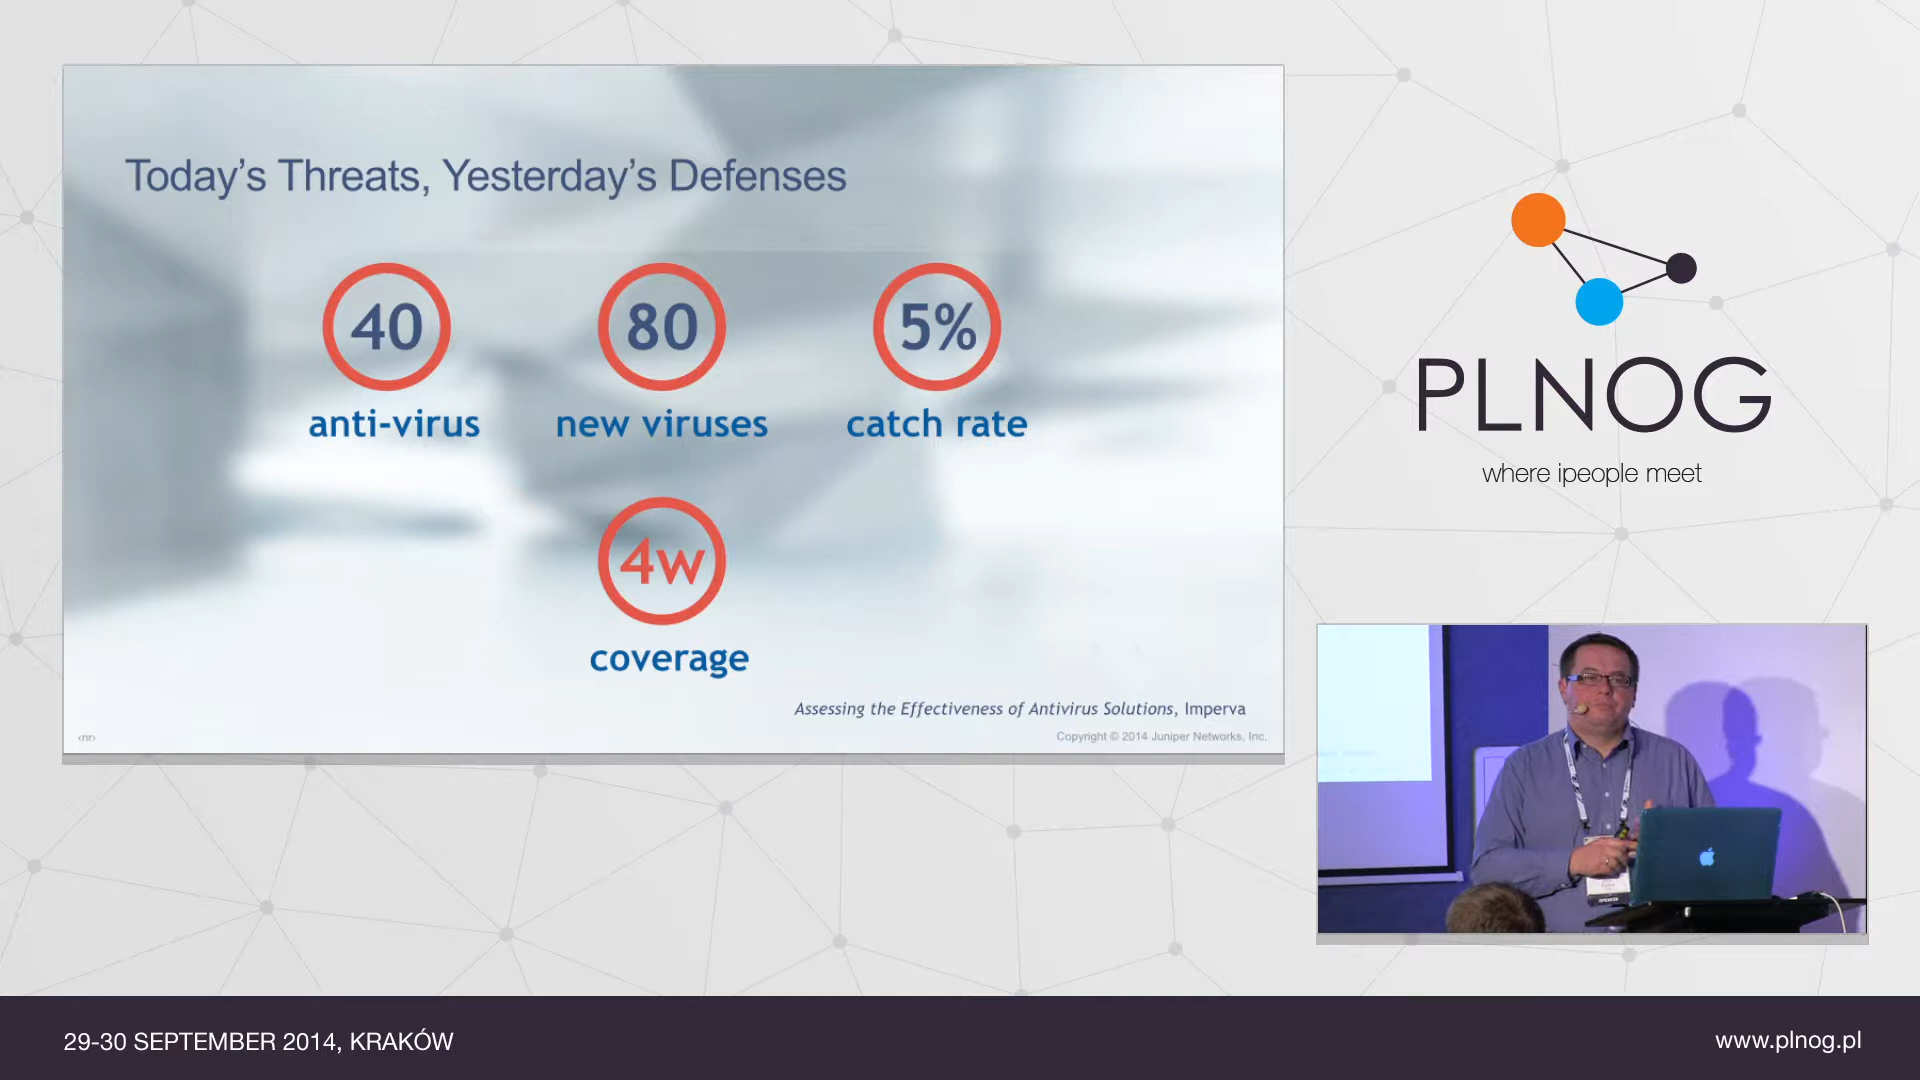 Today's Threats, Yesterday's Defenses
40
80
5%
anti-virus
new viruses
catch rate
4w
coverage
Assessing the Effectiveness of Antivirus Solutions, Imperva
Copyright © 2014 Juniper Networks, Inc.
PLNOG
where ipeople meet
SPEAKER
29-30 SEPTEMBER 2014, KRAKÓW
www.plnog.pl